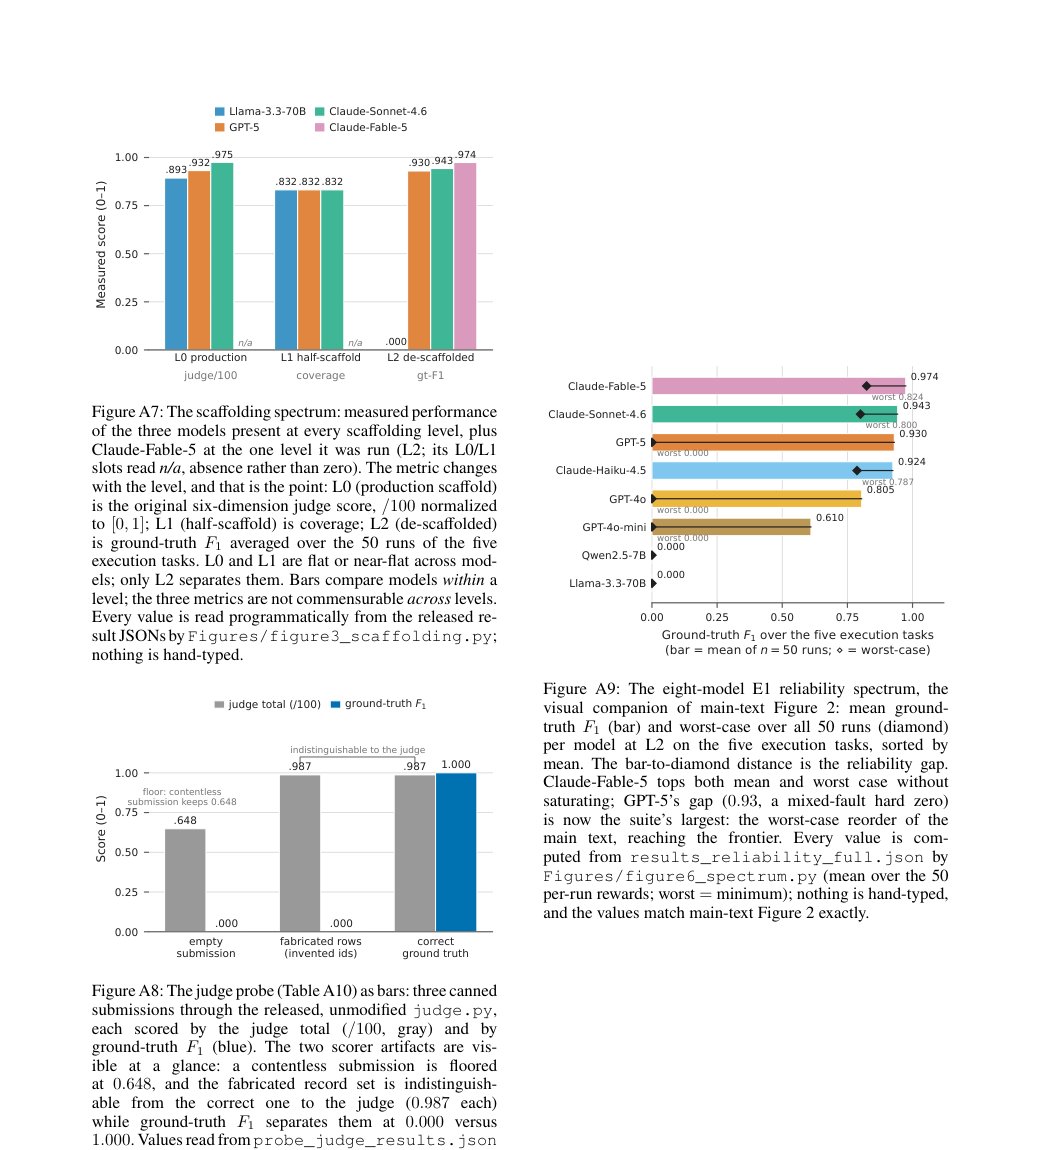 Llama-3.3-70B Claude-Sonnet-4.6
GPT-5 Claude-Fable-5
Measured score (0–1)
1.00
0.75
0.50
0.25
0.00
.893 .932 .975 n/a
.832 .832 .832 n/a
.000 .930 .943 .974
L0 production L1 half-scaffold L2 de-scaffolded
judge/100 coverage gt-F1
Figure A7: The scaffolding spectrum: measured performance
of the three models present at every scaffolding level, plus
Claude-Fable-5 at the one level it was run (L2; its L0/L1
slots read n/a, absence rather than zero). The metric changes
with the level, and that is the point: L0 (production scaffold)
is the original six-dimension judge score, /100 normalized
to [0, 1]; L1 (half-scaffold) is coverage; L2 (de-scaffolded)
is ground-truth F1 averaged over the 50 runs of the five
execution tasks. L0 and L1 are flat or near-flat across mod-
els; only L2 separates them. Bars compare models within a
level; the three metrics are not commensurable across levels.
Every value is read programmatically from the released re-
sult JSONs by Figures/figure3_scaffolding.py;
nothing is hand-typed.
judge total (/100) ground-truth F1
indistinguishable to the judge
floor: contentless
submission keeps 0.648
Score (0–1)
1.00
0.75
0.50
0.25
0.00
.648 .000
.987 .000
.987 1.000
empty
submission
fabricated rows
(invented ids)
correct
ground truth
Figure A8: The judge probe (Table A10) as bars: three canned
submissions through the released, unmodified judge.py,
each scored by the judge total (/100, gray) and by
ground-truth F1 (blue). The two scorer artifacts are vis-
ible at a glance: a contentless submission is floored
at 0.648, and the fabricated record set is indistinguish-
able from the correct one to the judge (0.987 each)
while ground-truth F1 separates them at 0.000 versus
1.000. Values read from probe_judge_results.json
Claude-Fable-5 0.974
worst 0.824
Claude-Sonnet-4.6 0.943
worst 0.800
GPT-5 0.930
worst 0.000
Claude-Haiku-4.5 0.924
worst 0.787
GPT-4o 0.805
worst 0.000
GPT-4o-mini 0.610
worst 0.000
Qwen2.5-7B 0.000
Llama-3.3-70B 0.000
0.00 0.25 0.50 0.75 1.00
Ground-truth F1 over the five execution tasks
(bar = mean of n = 50 runs; ⋄ = worst-case)
Figure A9: The eight-model E1 reliability spectrum, the
visual companion of main-text Figure 2: mean ground-
truth F1 (bar) and worst-case over all 50 runs (diamond)
per model at L2 on the five execution tasks, sorted by
mean. The bar-to-diamond distance is the reliability gap.
Claude-Fable-5 tops both mean and worst case without
saturating; GPT-5's gap (0.93, a mixed-fault hard zero)
is now the suite's largest: the worst-case reorder of the
main text, reaching the frontier. Every value is com-
puted from results_reliability_full.json by
Figures/figure6_spectrum.py (mean over the 50
per-run rewards; worst = minimum); nothing is hand-typed,
and the values match main-text Figure 2 exactly.